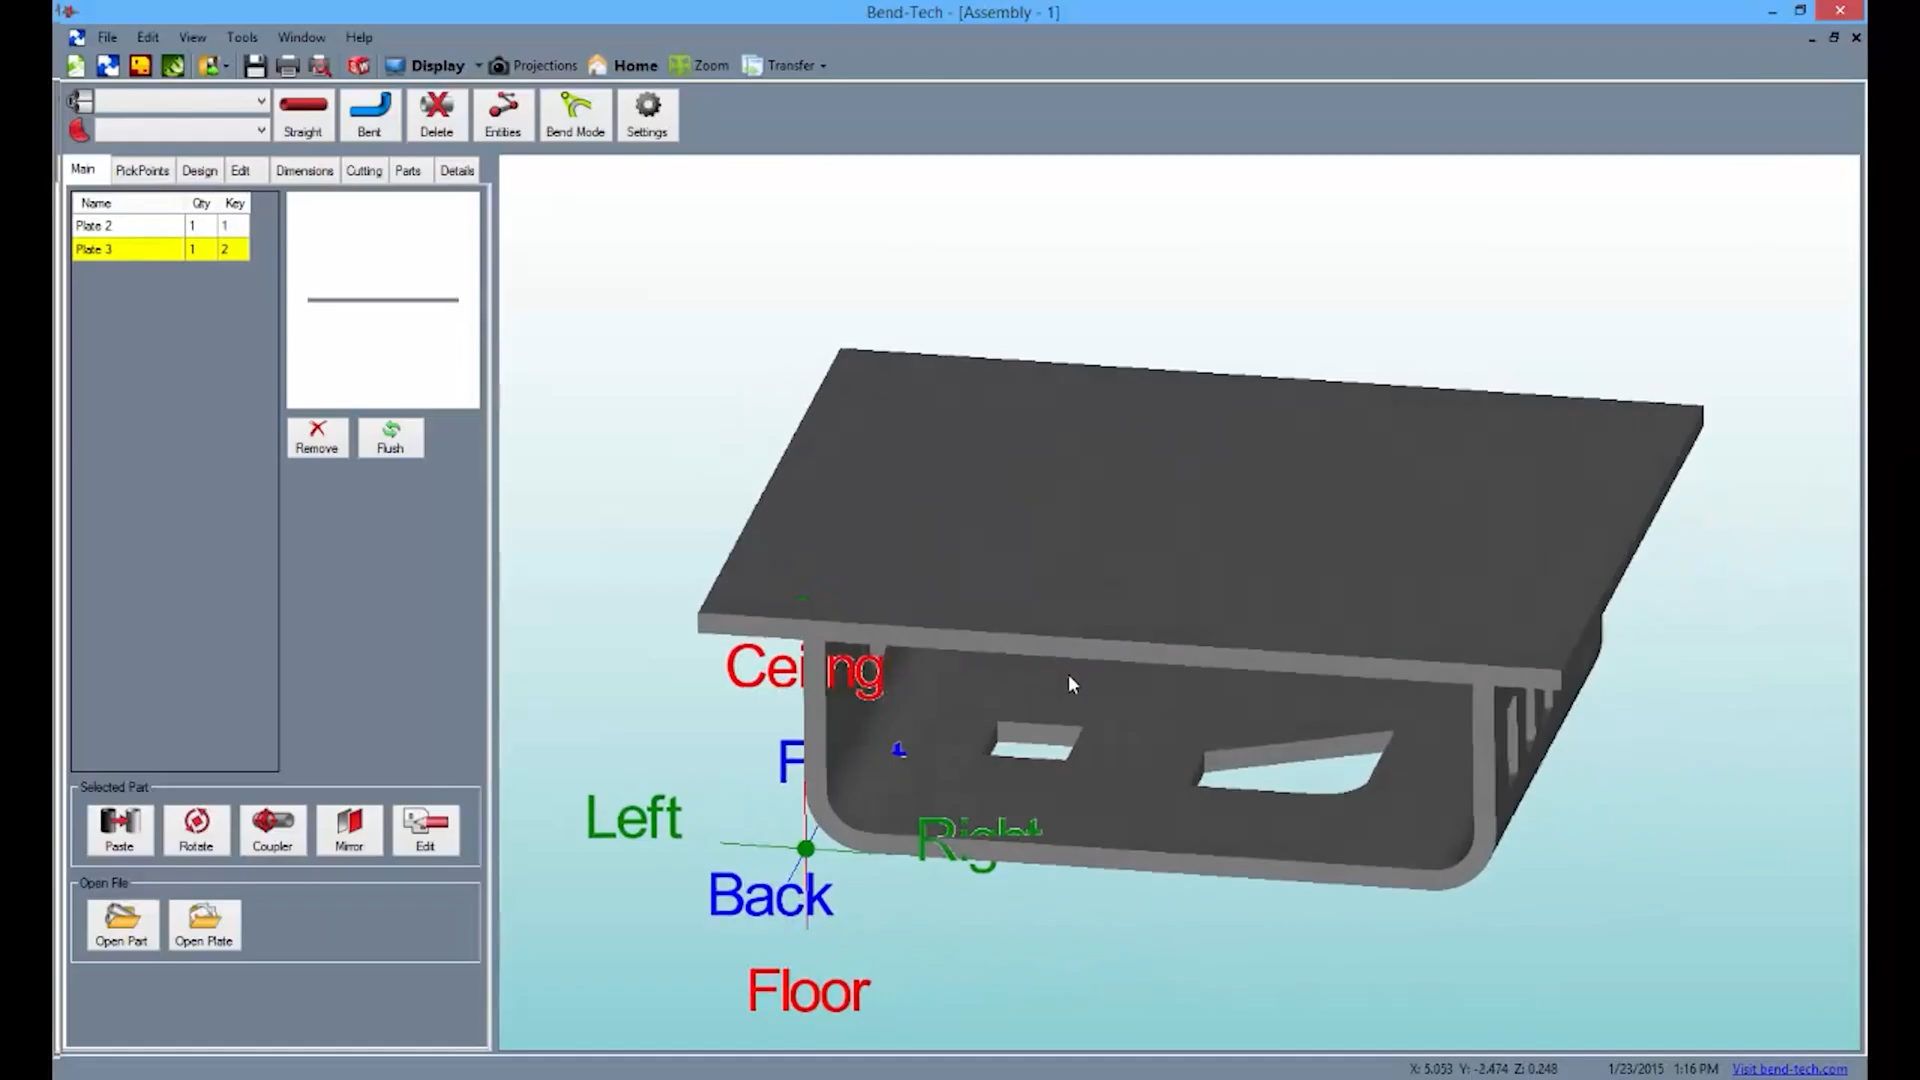 Bend-Tech - [Assembly - 1]
File Edit View Tools Window Help
Display Projections Home Zoom Transfer
Straight Bent Delete Entities Bend Mode Settings
Main PickPoints Design Edit Dimensions Cutting Parts Details
Name Qty Key
Plate 2 1 1
Plate 3 1 2
Remove Flush
Selected Part
Paste Rotate Coupler Mirror Edit
Open File
Open Part Open Plate
Left
Right
Back
Floor
X: 5.053 Y: -2.474 Z: 0.248 1/23/2015 1:16 PM Visit bend-tech.com